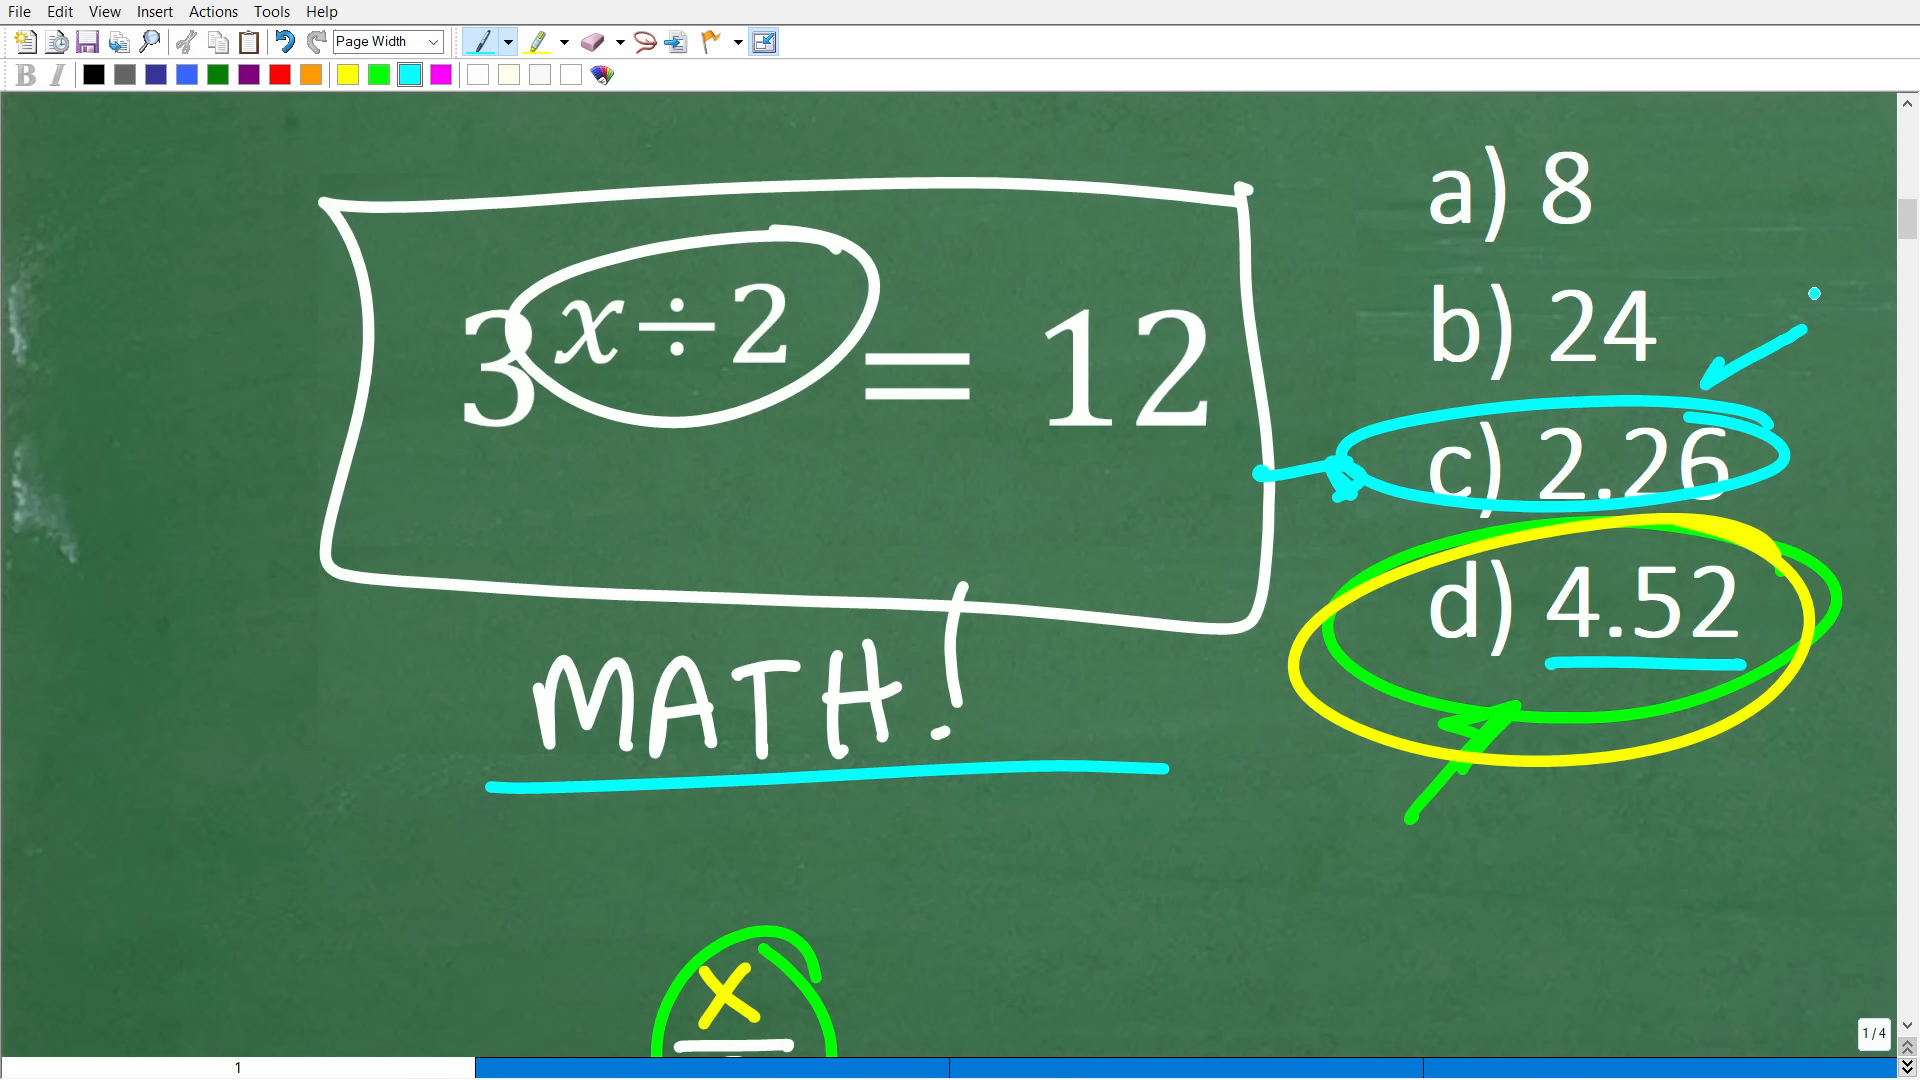 File Edit View Insert Actions Tools Help
Page Width
B I
3^{x÷2} = 12
a) 8
b) 24
c) 2.26
d) 4.52
MATH!
x
1 / 4
1